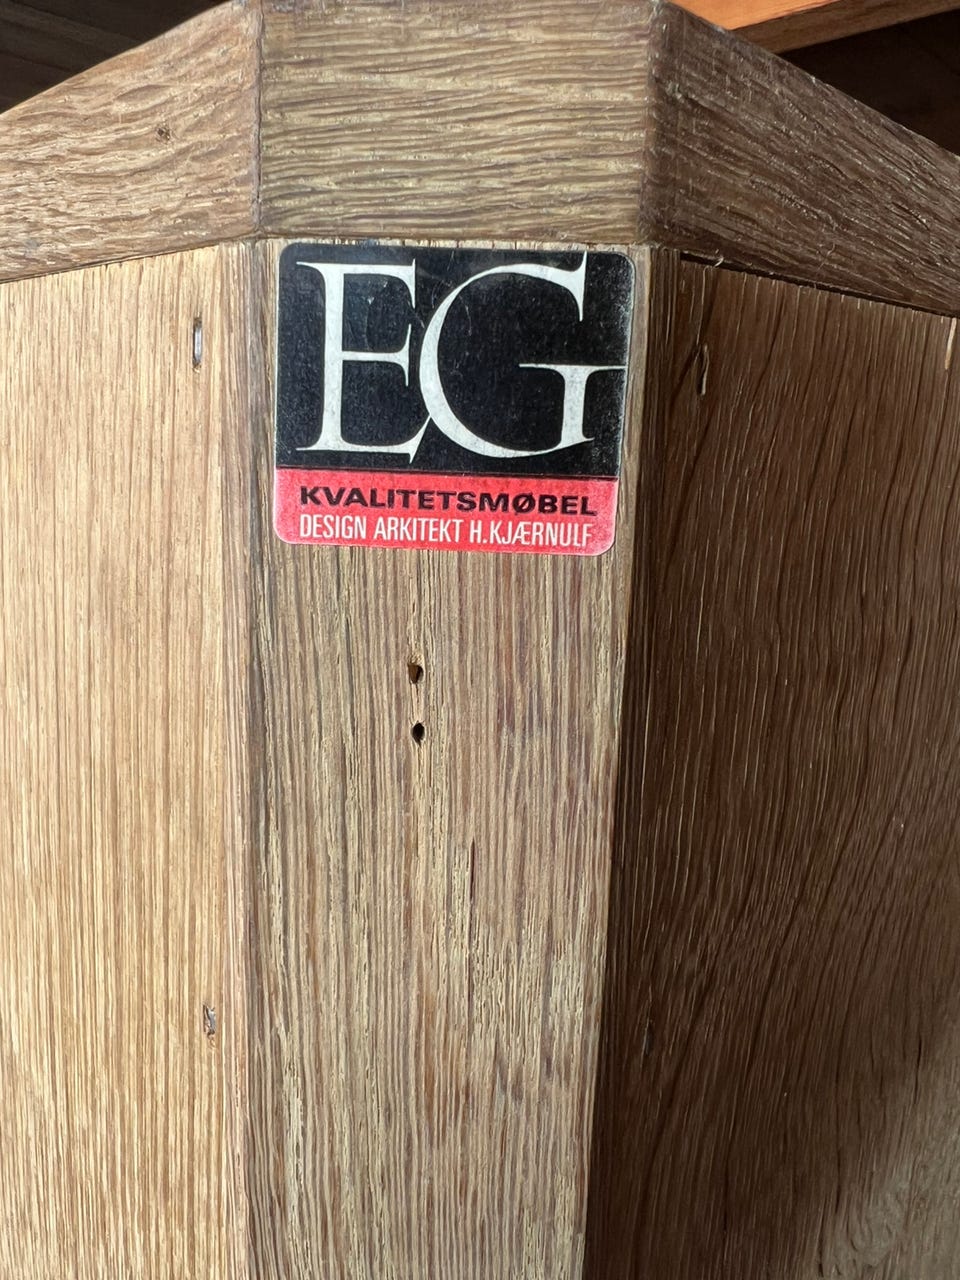 EG
KVALITETSMØBEL
DESIGN ARKITEKT H.KJÆRNULF